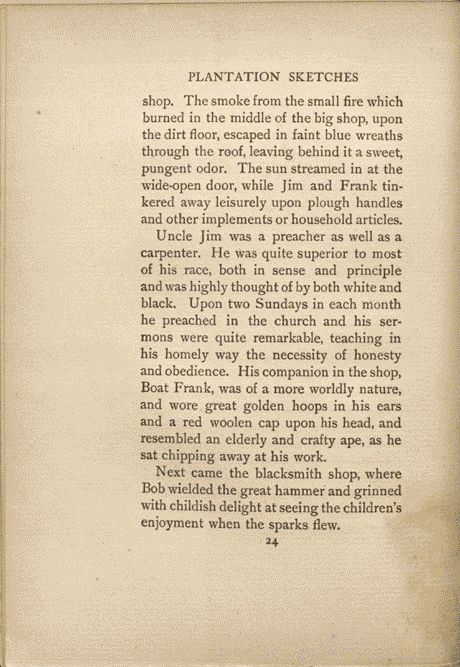 PLANTATION SKETCHES
shop. The smoke from the small fire which
burned in the middle of the big shop, upon
the dirt floor, escaped in faint blue wreaths
through the roof, leaving behind it a sweet,
pungent odor. The sun streamed in at the
wide-open door, while Jim and Frank tin-
kered away leisurely upon plough handles
and other implements or household articles.
Uncle Jim was a preacher as well as a
carpenter. He was quite superior to most
of his race, both in sense and principle
and was highly thought of by both white and
black. Upon two Sundays in each month
he preached in the church and his ser-
mons were quite remarkable, teaching in
his homely way the necessity of honesty
and obedience. His companion in the shop,
Boat Frank, was of a more worldly nature,
and wore great golden hoops in his ears
and a red woolen cap upon his head, and
resembled an elderly and crafty ape, as he
sat chipping away at his work.
Next came the blacksmith shop, where
Bob wielded the great hammer and grinned
with childish delight at seeing the children's
enjoyment when the sparks flew.
24